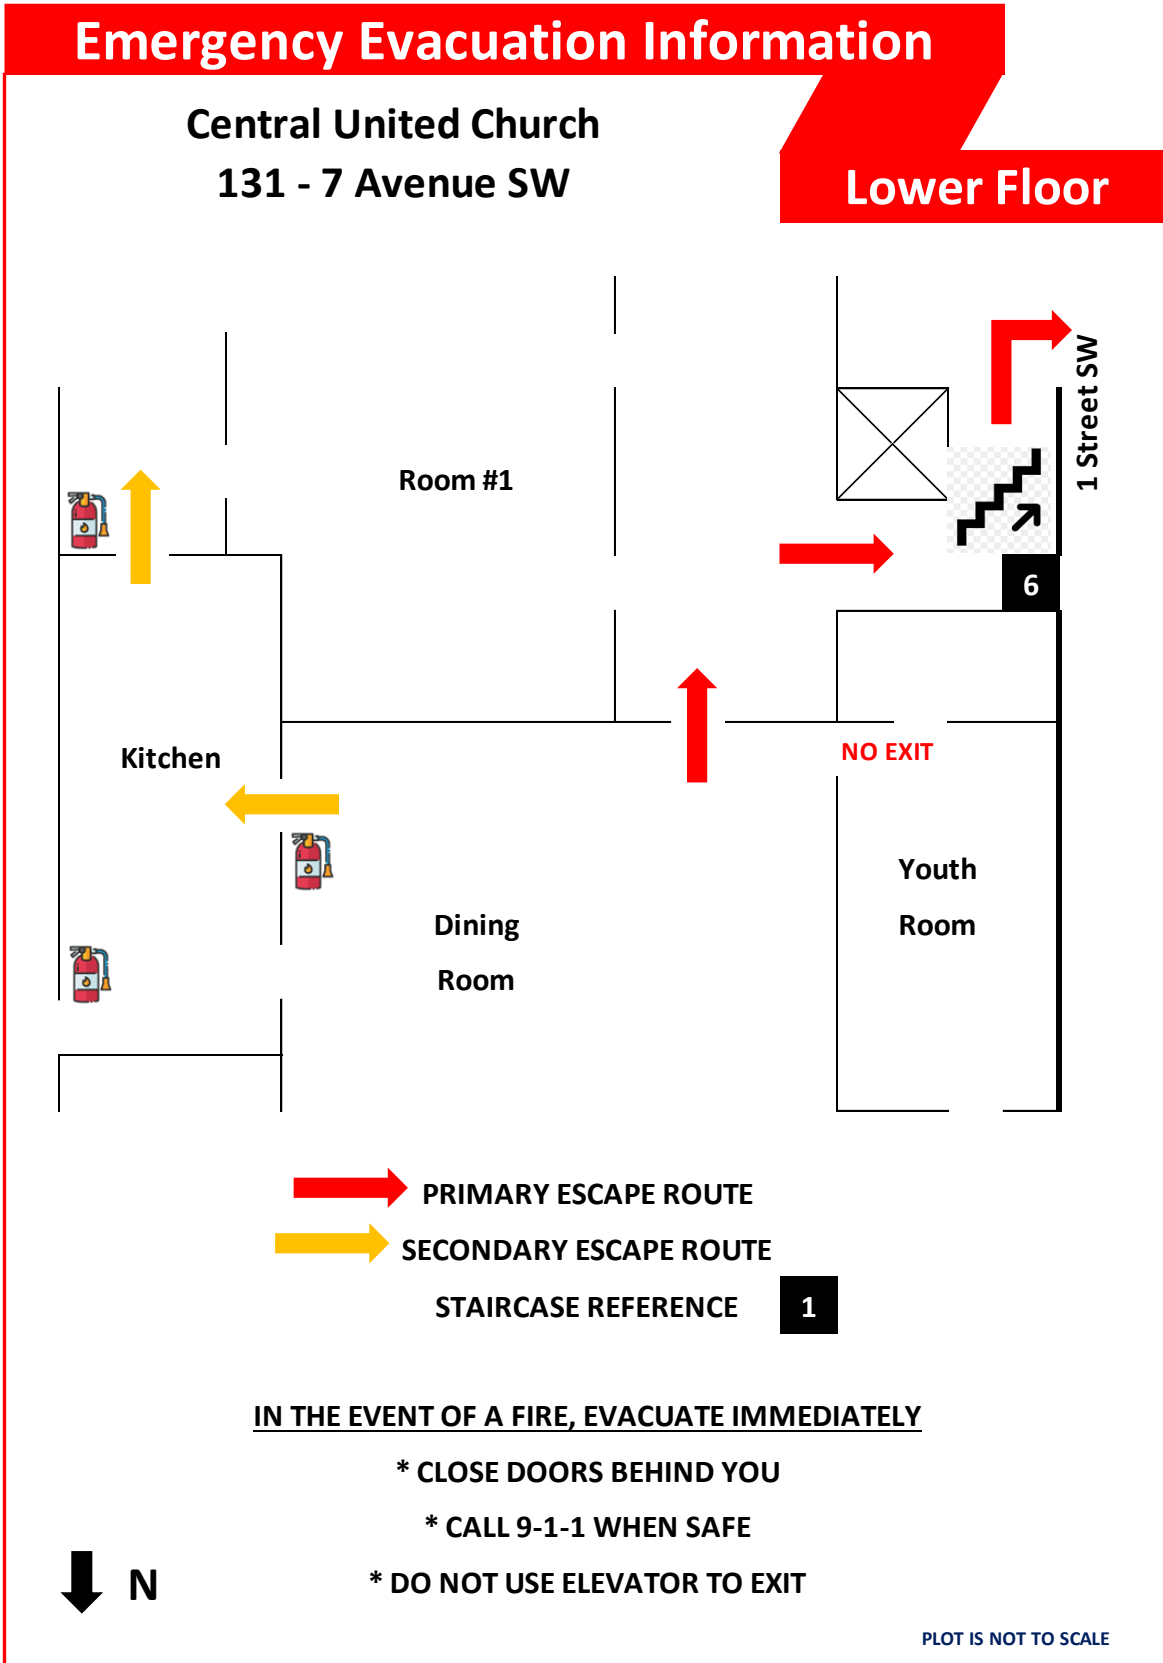 Emergency Evacuation Information
Central United Church
131 - 7 Avenue SW
Lower Floor
1 Street SW
Room #1
6
Kitchen
NO EXIT
Youth
Room
Dining
Room
PRIMARY ESCAPE ROUTE
SECONDARY ESCAPE ROUTE
STAIRCASE REFERENCE 1
IN THE EVENT OF A FIRE, EVACUATE IMMEDIATELY
* CLOSE DOORS BEHIND YOU
* CALL 9-1-1 WHEN SAFE
* DO NOT USE ELEVATOR TO EXIT
N
PLOT IS NOT TO SCALE